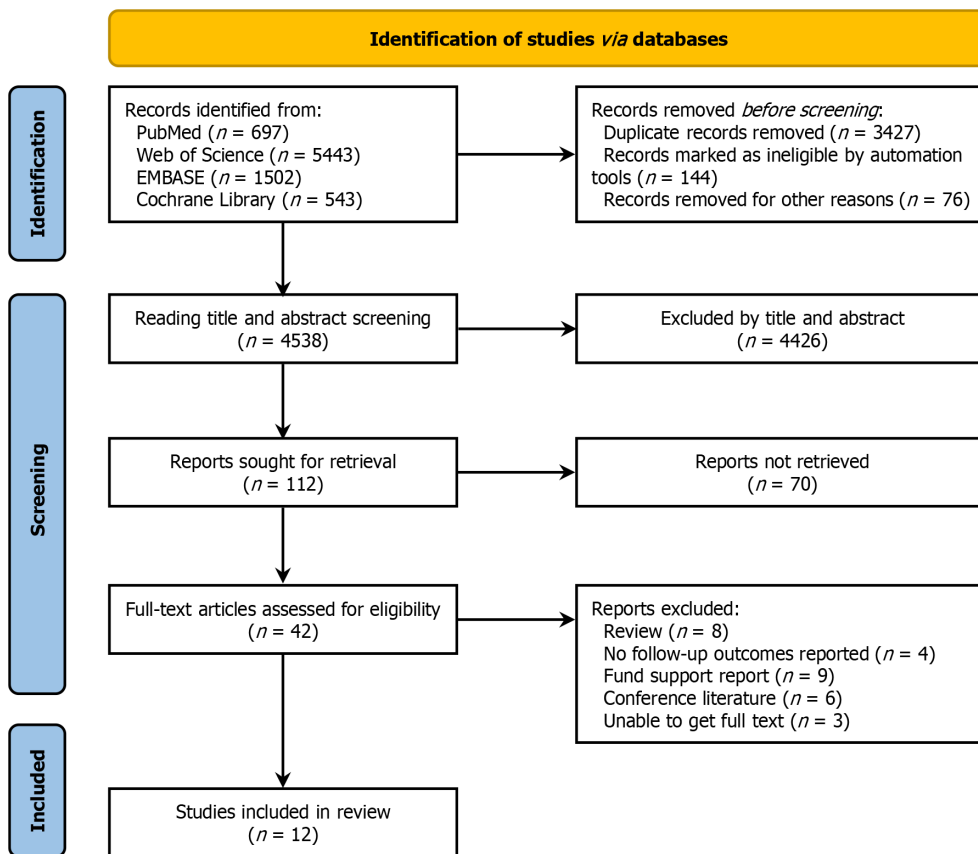 Identification of studies via databases
Identification
Records identified from:
PubMed (n = 697)
Web of Science (n = 5443)
EMBASE (n = 1502)
Cochrane Library (n = 543)
Records removed before screening:
Duplicate records removed (n = 3427)
Records marked as ineligible by automation
tools (n = 144)
Records removed for other reasons (n = 76)
Screening
Reading title and abstract screening
(n = 4538)
Excluded by title and abstract
(n = 4426)
Reports sought for retrieval
(n = 112)
Reports not retrieved
(n = 70)
Full-text articles assessed for eligibility
(n = 42)
Reports excluded:
Review (n = 8)
No follow-up outcomes reported (n = 4)
Fund support report (n = 9)
Conference literature (n = 6)
Unable to get full text (n = 3)
Included
Studies included in review
(n = 12)